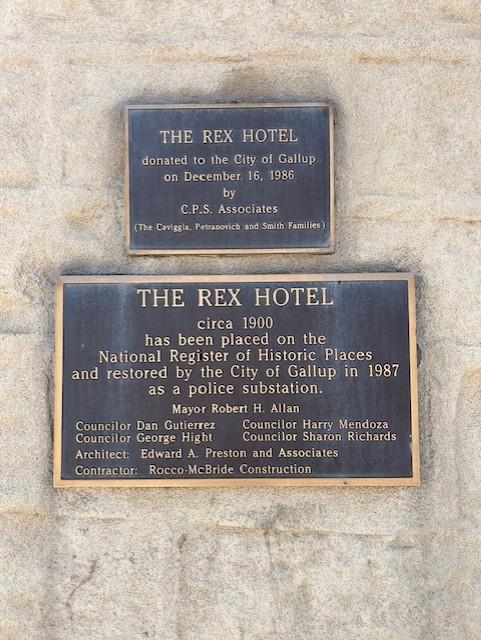 THE REX HOTEL
donated to the City of Gallup
on December 16, 1986
by
C.P.S. Associates
(The Caviggia, Petranovich and Smith Families)
THE REX HOTEL
circa 1900
has been placed on the
National Register of Historic Places
and restored by the City of Gallup in 1987
as a police substation.
Mayor Robert H. Allan
Councilor Dan Gutierrez Councilor Harry Mendoza
Councilor George Hight Councilor Sharon Richards
Architect: Edward A. Preston and Associates
Contractor: Rocco-McBride Construction